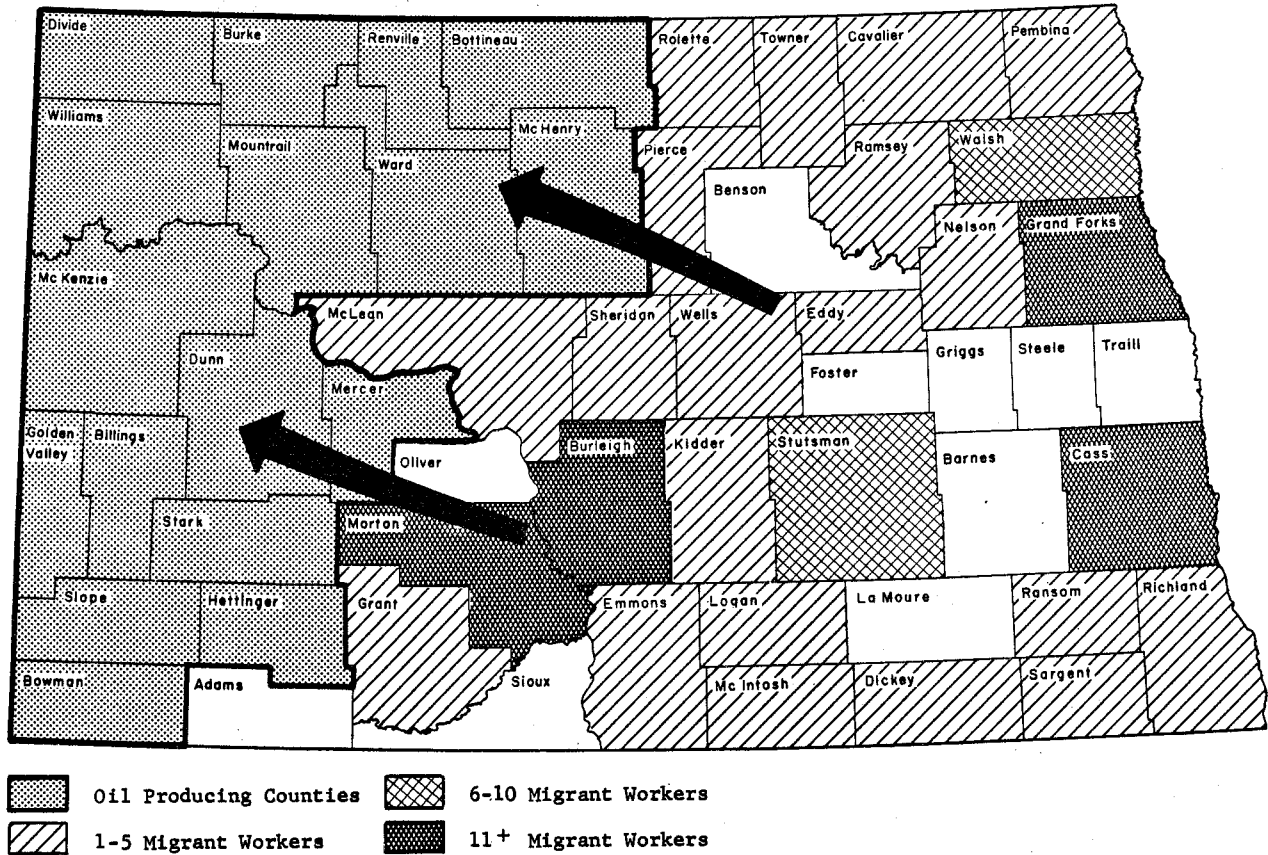 Divide
Burke
Renville
Bottineau
Rolette
Towner
Cavalier
Pembina
Williams
Mountrail
Ward
Mc Henry
Pierce
Ramsey
Walsh
Benson
Nelson
Grand Forks
Mc Kenzie
McLean
Sheridan
Wells
Eddy
Dunn
Mercer
Foster
Griggs
Steele
Traill
Golden
Valley
Billings
Oliver
Burleigh
Kidder
Stutsman
Barnes
Cass
Stark
Morton
Slope
Hettinger
Grant
Emmons
Logan
La Moure
Ransom
Richland
Bowman
Adams
Sioux
Mc Intosh
Dickey
Sargent
Oil Producing Counties
6-10 Migrant Workers
1-5 Migrant Workers
11+ Migrant Workers